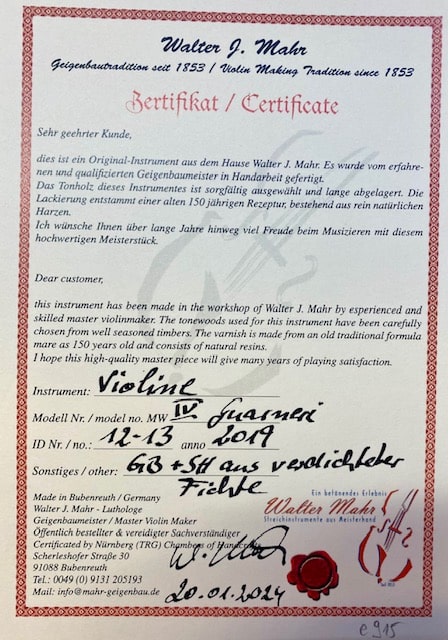 Walter J. Mahr
Geigenbautradition seit 1853 / Violin Making Tradition since 1853
Zertifikat / Certificate
Sehr geehrter Kunde,
dies ist ein Original-Instrument aus dem Hause Walter J. Mahr. Es wurde vom erfahre-
nen und qualifizierten Geigenbaumeister in Handarbeit gefertigt.
Das Tonholz dieses Instrumentes ist sorgfältig ausgewählt und lange abgelagert. Die
Lackierung entstammt einer alten 150 jährigen Rezeptur, bestehend aus rein natürlichen
Harzen.
Ich wünsche Ihnen über lange Jahre hinweg viel Freude beim Musizieren mit diesem
hochwertigen Meisterstück.
Dear customer,
this instrument has been made in the workshop of Walter J. Mahr by esperienced and
skilled master violinmaker. The tonewoods used for this instrument have been carefully
chosen from well seasoned timbers. The varnish is made from an old traditional formula
mare as 150 years old and consists of natural resins.
I hope this high-quality master piece will give many years of playing satisfaction.
Instrument: Violine
Modell Nr. / model no. MW IV Guarneri
ID Nr. / no.: 12-13 anno 2019
Sonstiges / other: GB + SH aus verdichteter
Fichte
Made in Bubenreuth / Germany
Walter J. Mahr - Luthologe
Geigenbaumeister / Master Violin Maker
Öffentlich bestellter & vereidigter Sachverständiger
Certificated by Nürnberg (TRG) Chambers of Handcrafts
Scherleshofer Straße 30
91088 Bubenreuth
Tel.: 0049 (0) 9131 205193
Mail: info@mahr-geigenbau.de
Ein betönendes Erlebnis
Walter Mahr
Streichinstrumente aus Meisterhand
Seit 1853
W. Mahr
20.01.2024
e 915